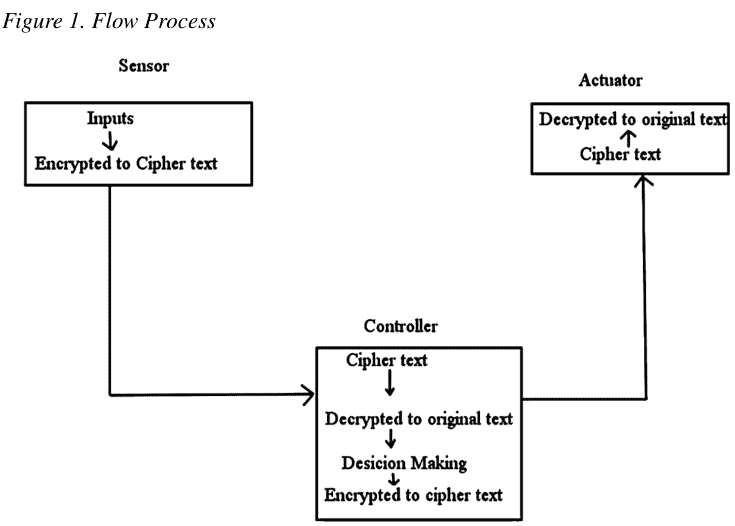 Figure 1. Flow Process
Sensor
Inputs
Encrypted to Cipher text
Actuator
Decrypted to original text
Cipher text
Controller
Cipher text
Decrypted to original text
Desicion Making
Encrypted to cipher text